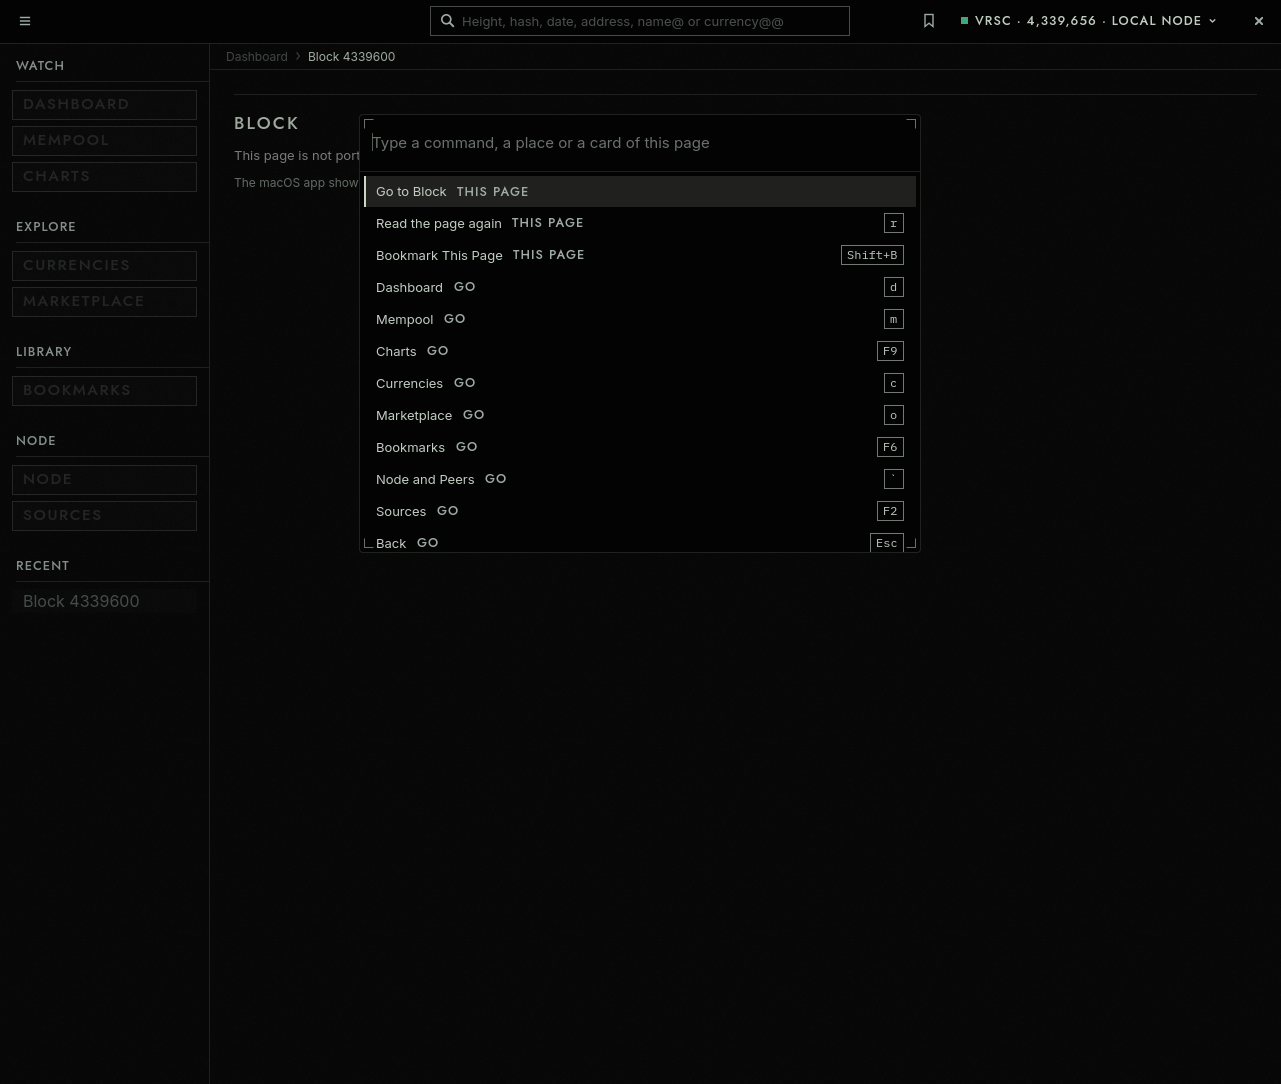 Height, hash, date, address, name@ or currency@@
VRSC · 4,339,656 · LOCAL NODE
WATCH
DASHBOARD
MEMPOOL
CHARTS
EXPLORE
CURRENCIES
MARKETPLACE
LIBRARY
BOOKMARKS
NODE
NODE
SOURCES
RECENT
Block 4339600
Dashboard › Block 4339600
BLOCK
This page is not port
The macOS app show
Type a command, a place or a card of this page
Go to Block THIS PAGE
Read the page again THIS PAGE r
Bookmark This Page THIS PAGE Shift+B
Dashboard GO d
Mempool GO m
Charts GO F9
Currencies GO c
Marketplace GO o
Bookmarks GO F6
Node and Peers GO `
Sources GO F2
Back GO Esc